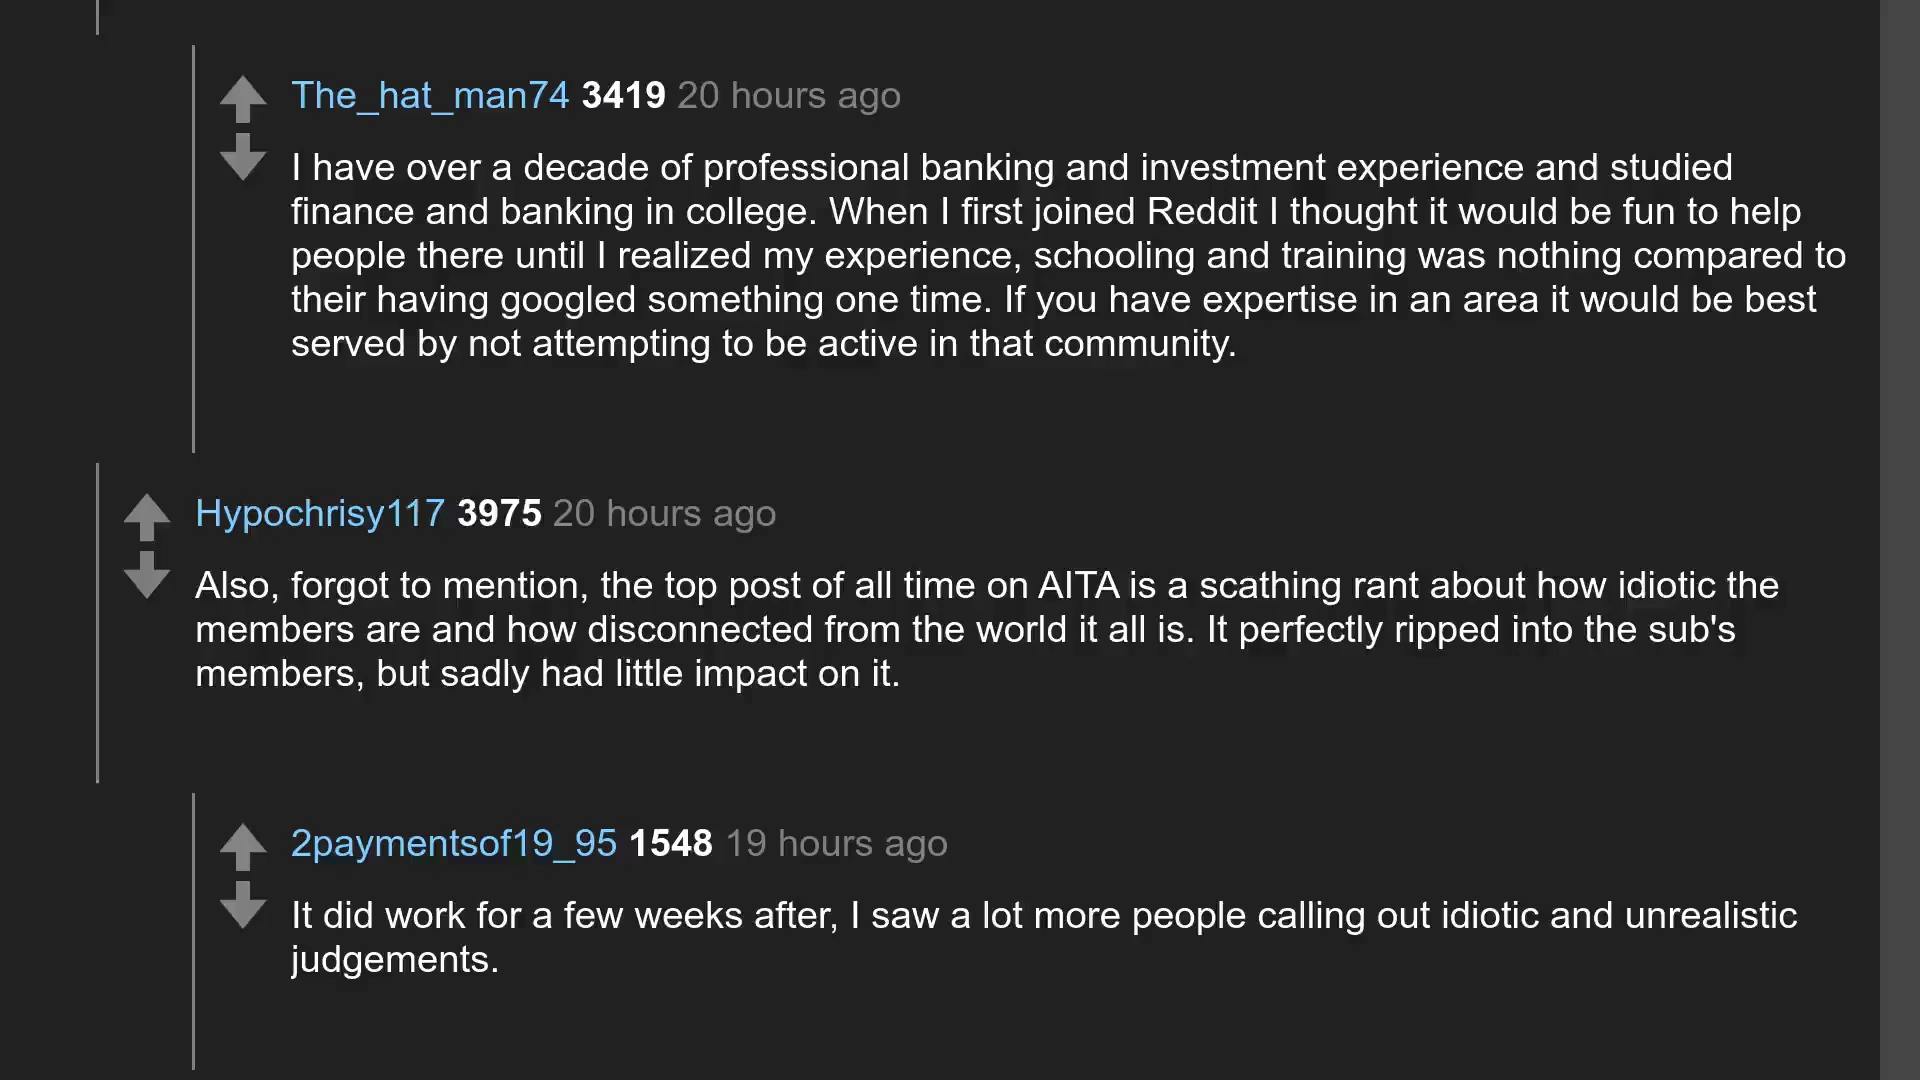 The_hat_man74 3419 20 hours ago
I have over a decade of professional banking and investment experience and studied
finance and banking in college. When I first joined Reddit I thought it would be fun to help
people there until I realized my experience, schooling and training was nothing compared to
their having googled something one time. If you have expertise in an area it would be best
served by not attempting to be active in that community.
Hypochrisy117 3975 20 hours ago
Also, forgot to mention, the top post of all time on AITA is a scathing rant about how idiotic the
members are and how disconnected from the world it all is. It perfectly ripped into the sub's
members, but sadly had little impact on it.
2paymentsof19_95 1548 19 hours ago
It did work for a few weeks after, I saw a lot more people calling out idiotic and unrealistic
judgements.